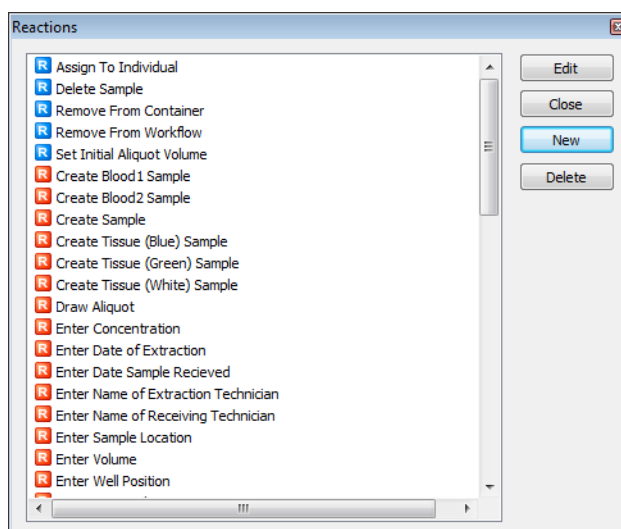 Reactions
R Assign To Individual
R Delete Sample
R Remove From Container
R Remove From Workflow
R Set Initial Aliquot Volume
R Create Blood1 Sample
R Create Blood2 Sample
R Create Sample
R Create Tissue (Blue) Sample
R Create Tissue (Green) Sample
R Create Tissue (White) Sample
R Draw Aliquot
R Enter Concentration
R Enter Date of Extraction
R Enter Date Sample Recieved
R Enter Name of Extraction Technician
R Enter Name of Receiving Technician
R Enter Sample Location
R Enter Volume
R Enter Well Position
Edit
Close
New
Delete